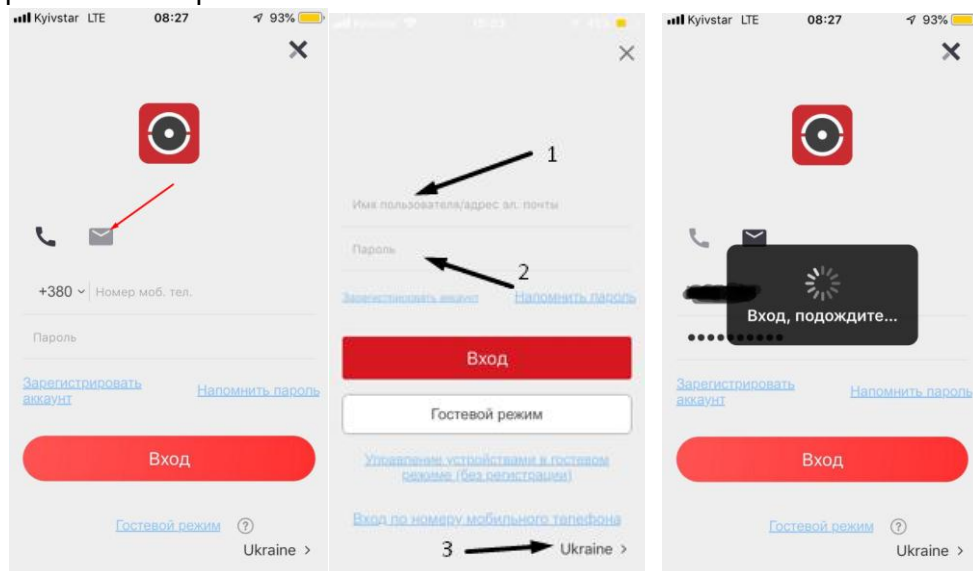 Kyivstar LTE 08:27 93%
+380 Номер моб. тел.
Пароль
Зарегистрировать аккаунт
Напомнить пароль
Вход
Гостевой режим ?
Ukraine >
1
Имя пользователя/адрес эл. почты
Пароль
2
Зарегистрировать аккаунт
Напомнить пароль
Вход
Гостевой режим
Управление устройствами в гостевом
режиме (без регистрации)
Вход по номеру мобильного телефона
3
Ukraine >
Kyivstar LTE 08:27 93%
Вход, подождите...
Зарегистрировать
аккаунт
Напомнить пароль
Вход
Гостевой режим ?
Ukraine >